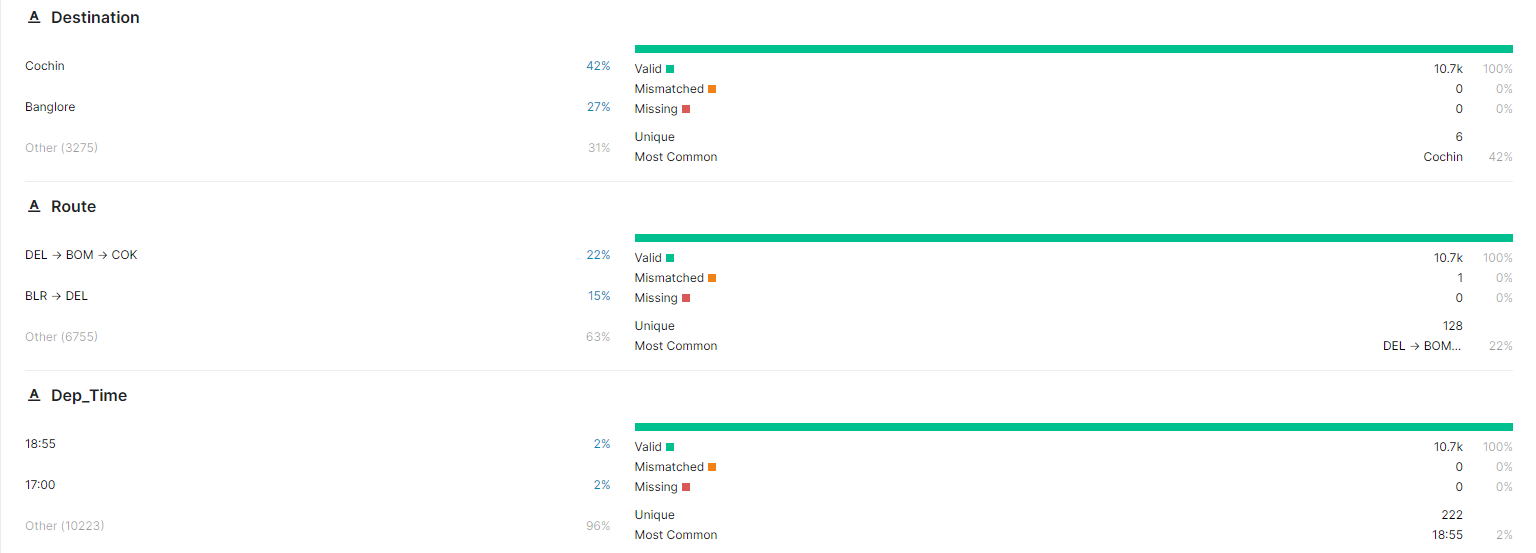 A Destination
Cochin 42%
Banglore 27%
Other (3275) 31%
Valid 10.7k 100%
Mismatched 0 0%
Missing 0 0%
Unique 6
Most Common Cochin 42%
A Route
DEL → BOM → COK 22%
BLR → DEL 15%
Other (6755) 63%
Valid 10.7k 100%
Mismatched 1 0%
Missing 0 0%
Unique 128
Most Common DEL → BOM... 22%
A Dep_Time
18:55 2%
17:00 2%
Other (10223) 96%
Valid 10.7k 100%
Mismatched 0 0%
Missing 0 0%
Unique 222
Most Common 18:55 2%